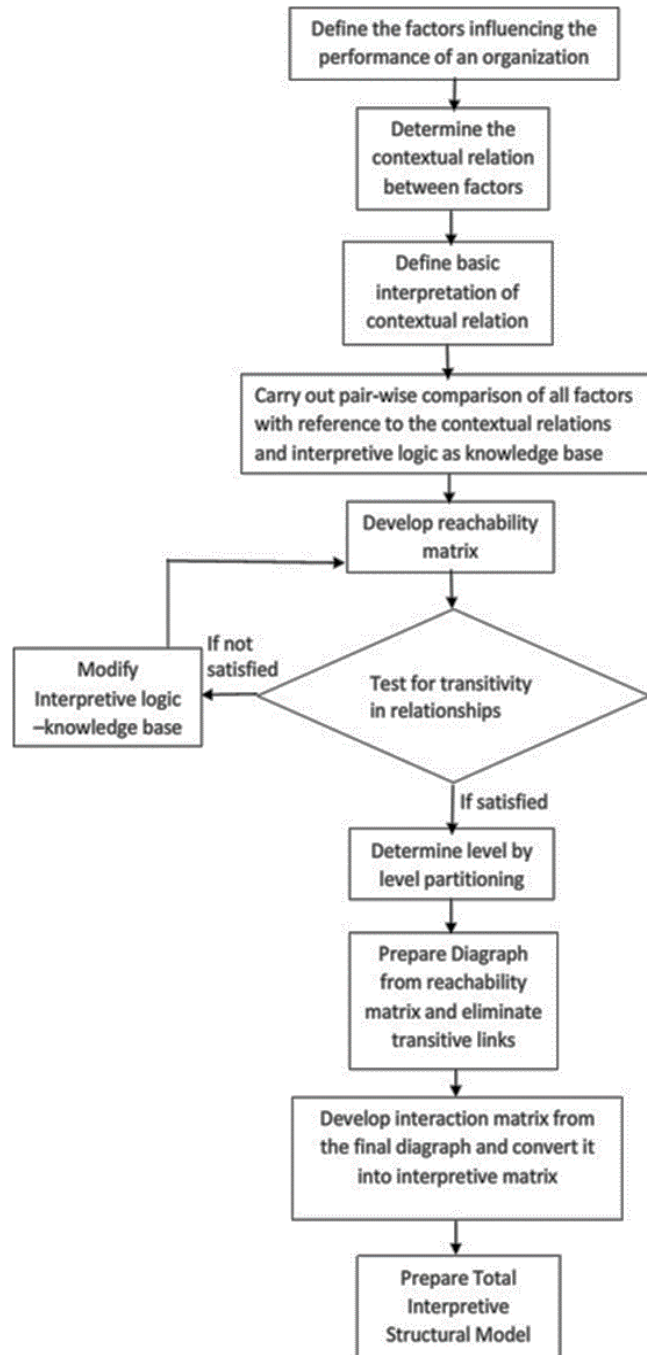 Define the factors influencing the
performance of an organization
Determine the
contextual relation
between factors
Define basic
interpretation of
contextual relation
Carry out pair-wise comparison of all factors
with reference to the contextual relations
and interpretive logic as knowledge base
Develop reachability
matrix
If not
satisfied
Modify
Interpretive logic
–knowledge base
Test for transitivity
in relationships
If satisfied
Determine level by
level partitioning
Prepare Diagraph
from reachability
matrix and eliminate
transitive links
Develop interaction matrix from
the final diagraph and convert it
into interpretive matrix
Prepare Total
Interpretive
Structural Model